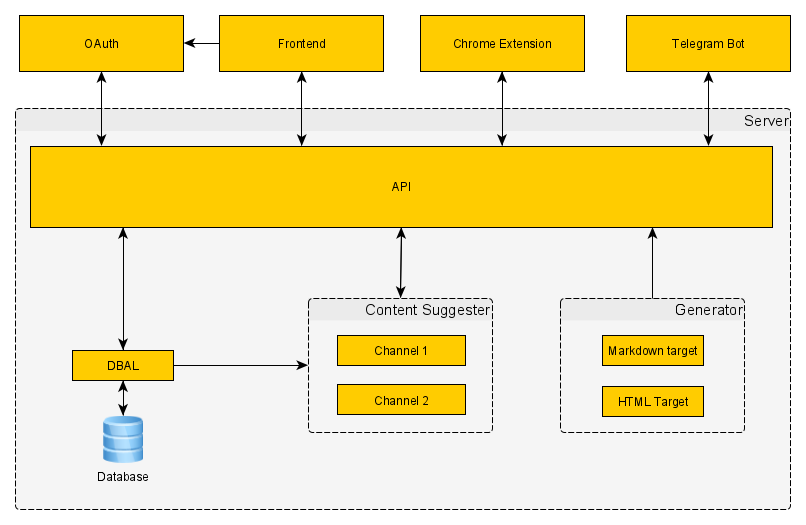 OAuth
Frontend
Chrome Extension
Telegram Bot
Server
API
Content Suggester
Generator
Channel 1
Markdown target
DBAL
Channel 2
HTML Target
Database